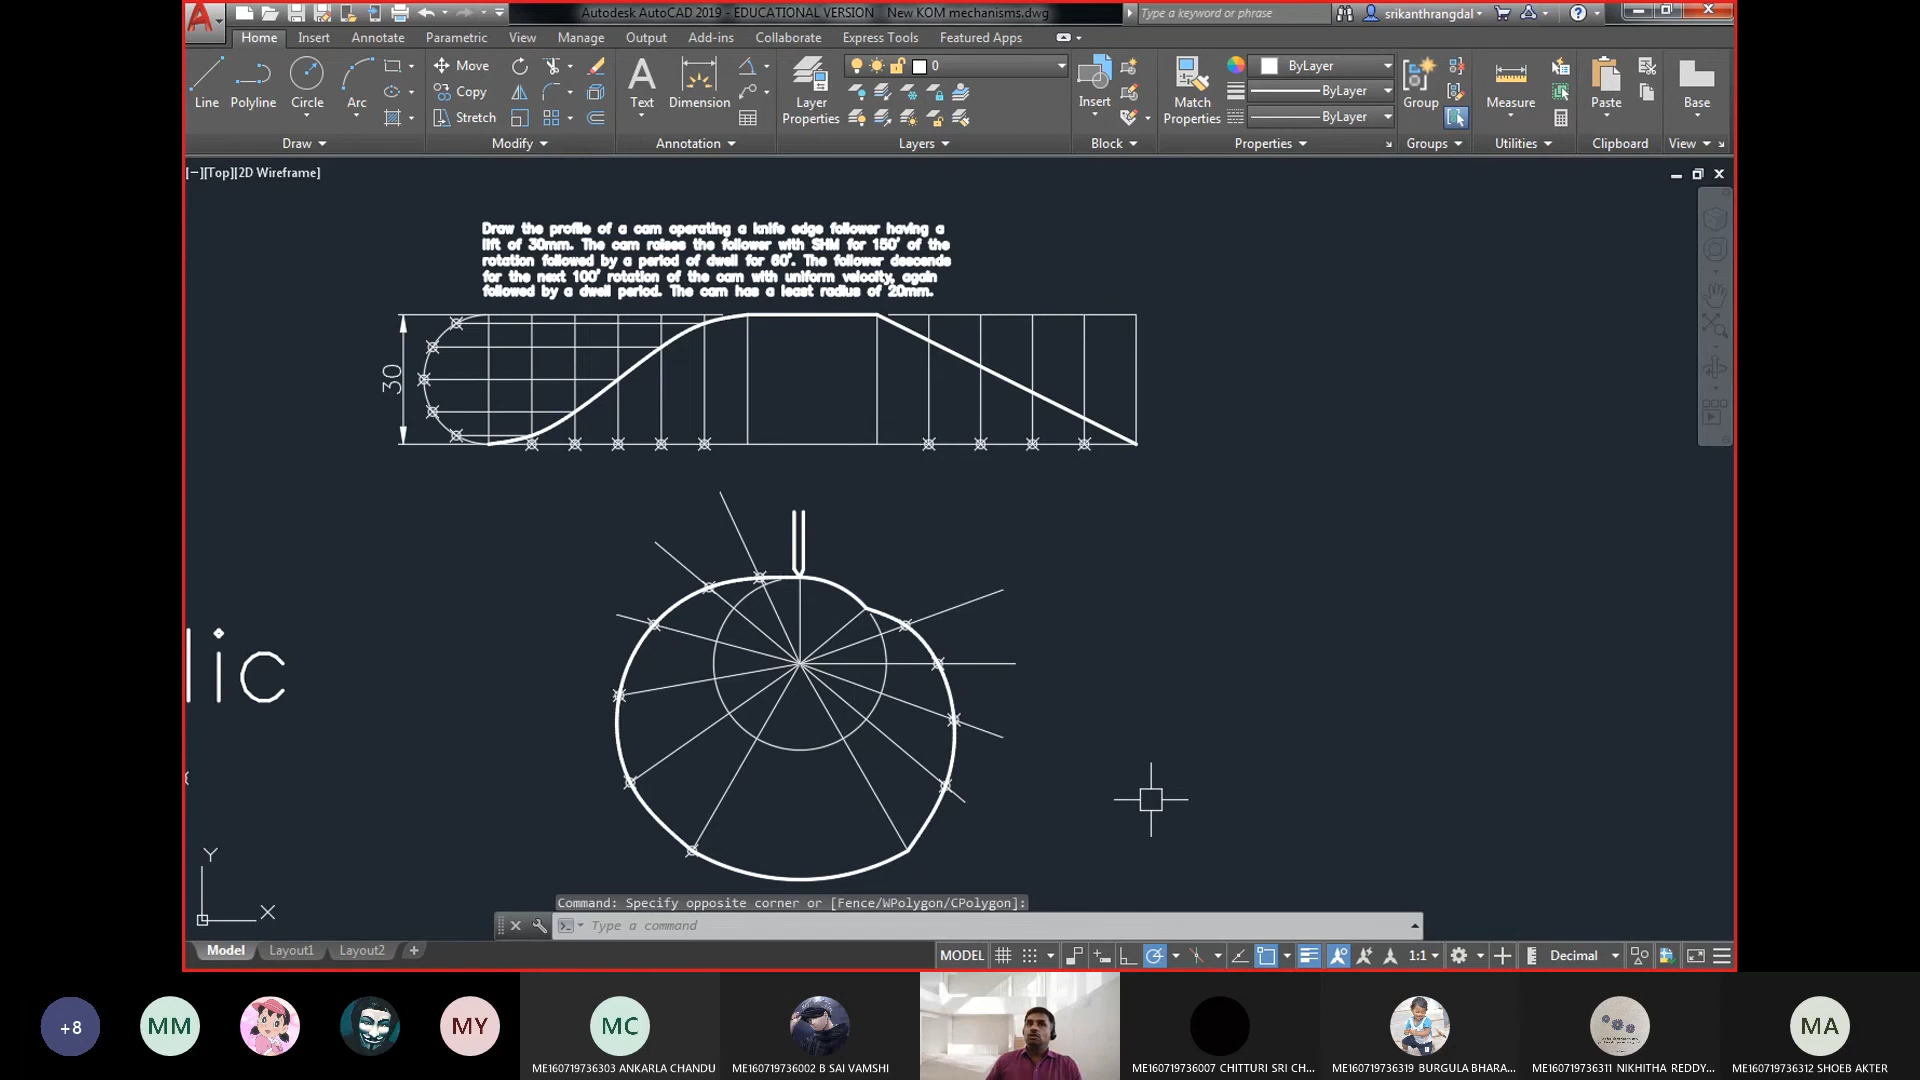 Autodesk AutoCAD 2019 - EDUCATIONAL VERSION New KOM mechanisms.dwg
Type a keyword or phrase
srikanthrangdal
Home Insert Annotate Parametric View Manage Output Add-ins Collaborate Express Tools Featured Apps
Line Polyline Circle Arc
Move
Copy
Stretch
Text Dimension
Layer Properties
0
Insert
Match Properties
ByLayer
ByLayer
ByLayer
Group
Measure
Paste
Base
Draw Modify Annotation Layers Block Properties Groups Utilities Clipboard View
[−][Top][2D Wireframe]
Draw the profile of a cam operating a knife edge follower having a
lift of 30mm. The cam raises the follower with SHM for 150° of the
rotation followed by a period of dwell for 60°. The follower descends
for the next 100° rotation of the cam with uniform velocity, again
followed by a dwell period. The cam has a least radius of 20mm.
30
lic
Y
X
Command: Specify opposite corner or [Fence/WPolygon/CPolygon]:
Type a command
Model Layout1 Layout2 +
MODEL
1:1
Decimal
+8
MM
MY
MC
ME160719736303 ANKARLA CHANDU
ME160719736002 B SAI VAMSHI
ME160719736007 CHITTURI SRI CH...
ME160719736319 BURGULA BHARA...
ME160719736311 NIKHITHA REDDY...
MA
ME160719736312 SHOEB AKTER